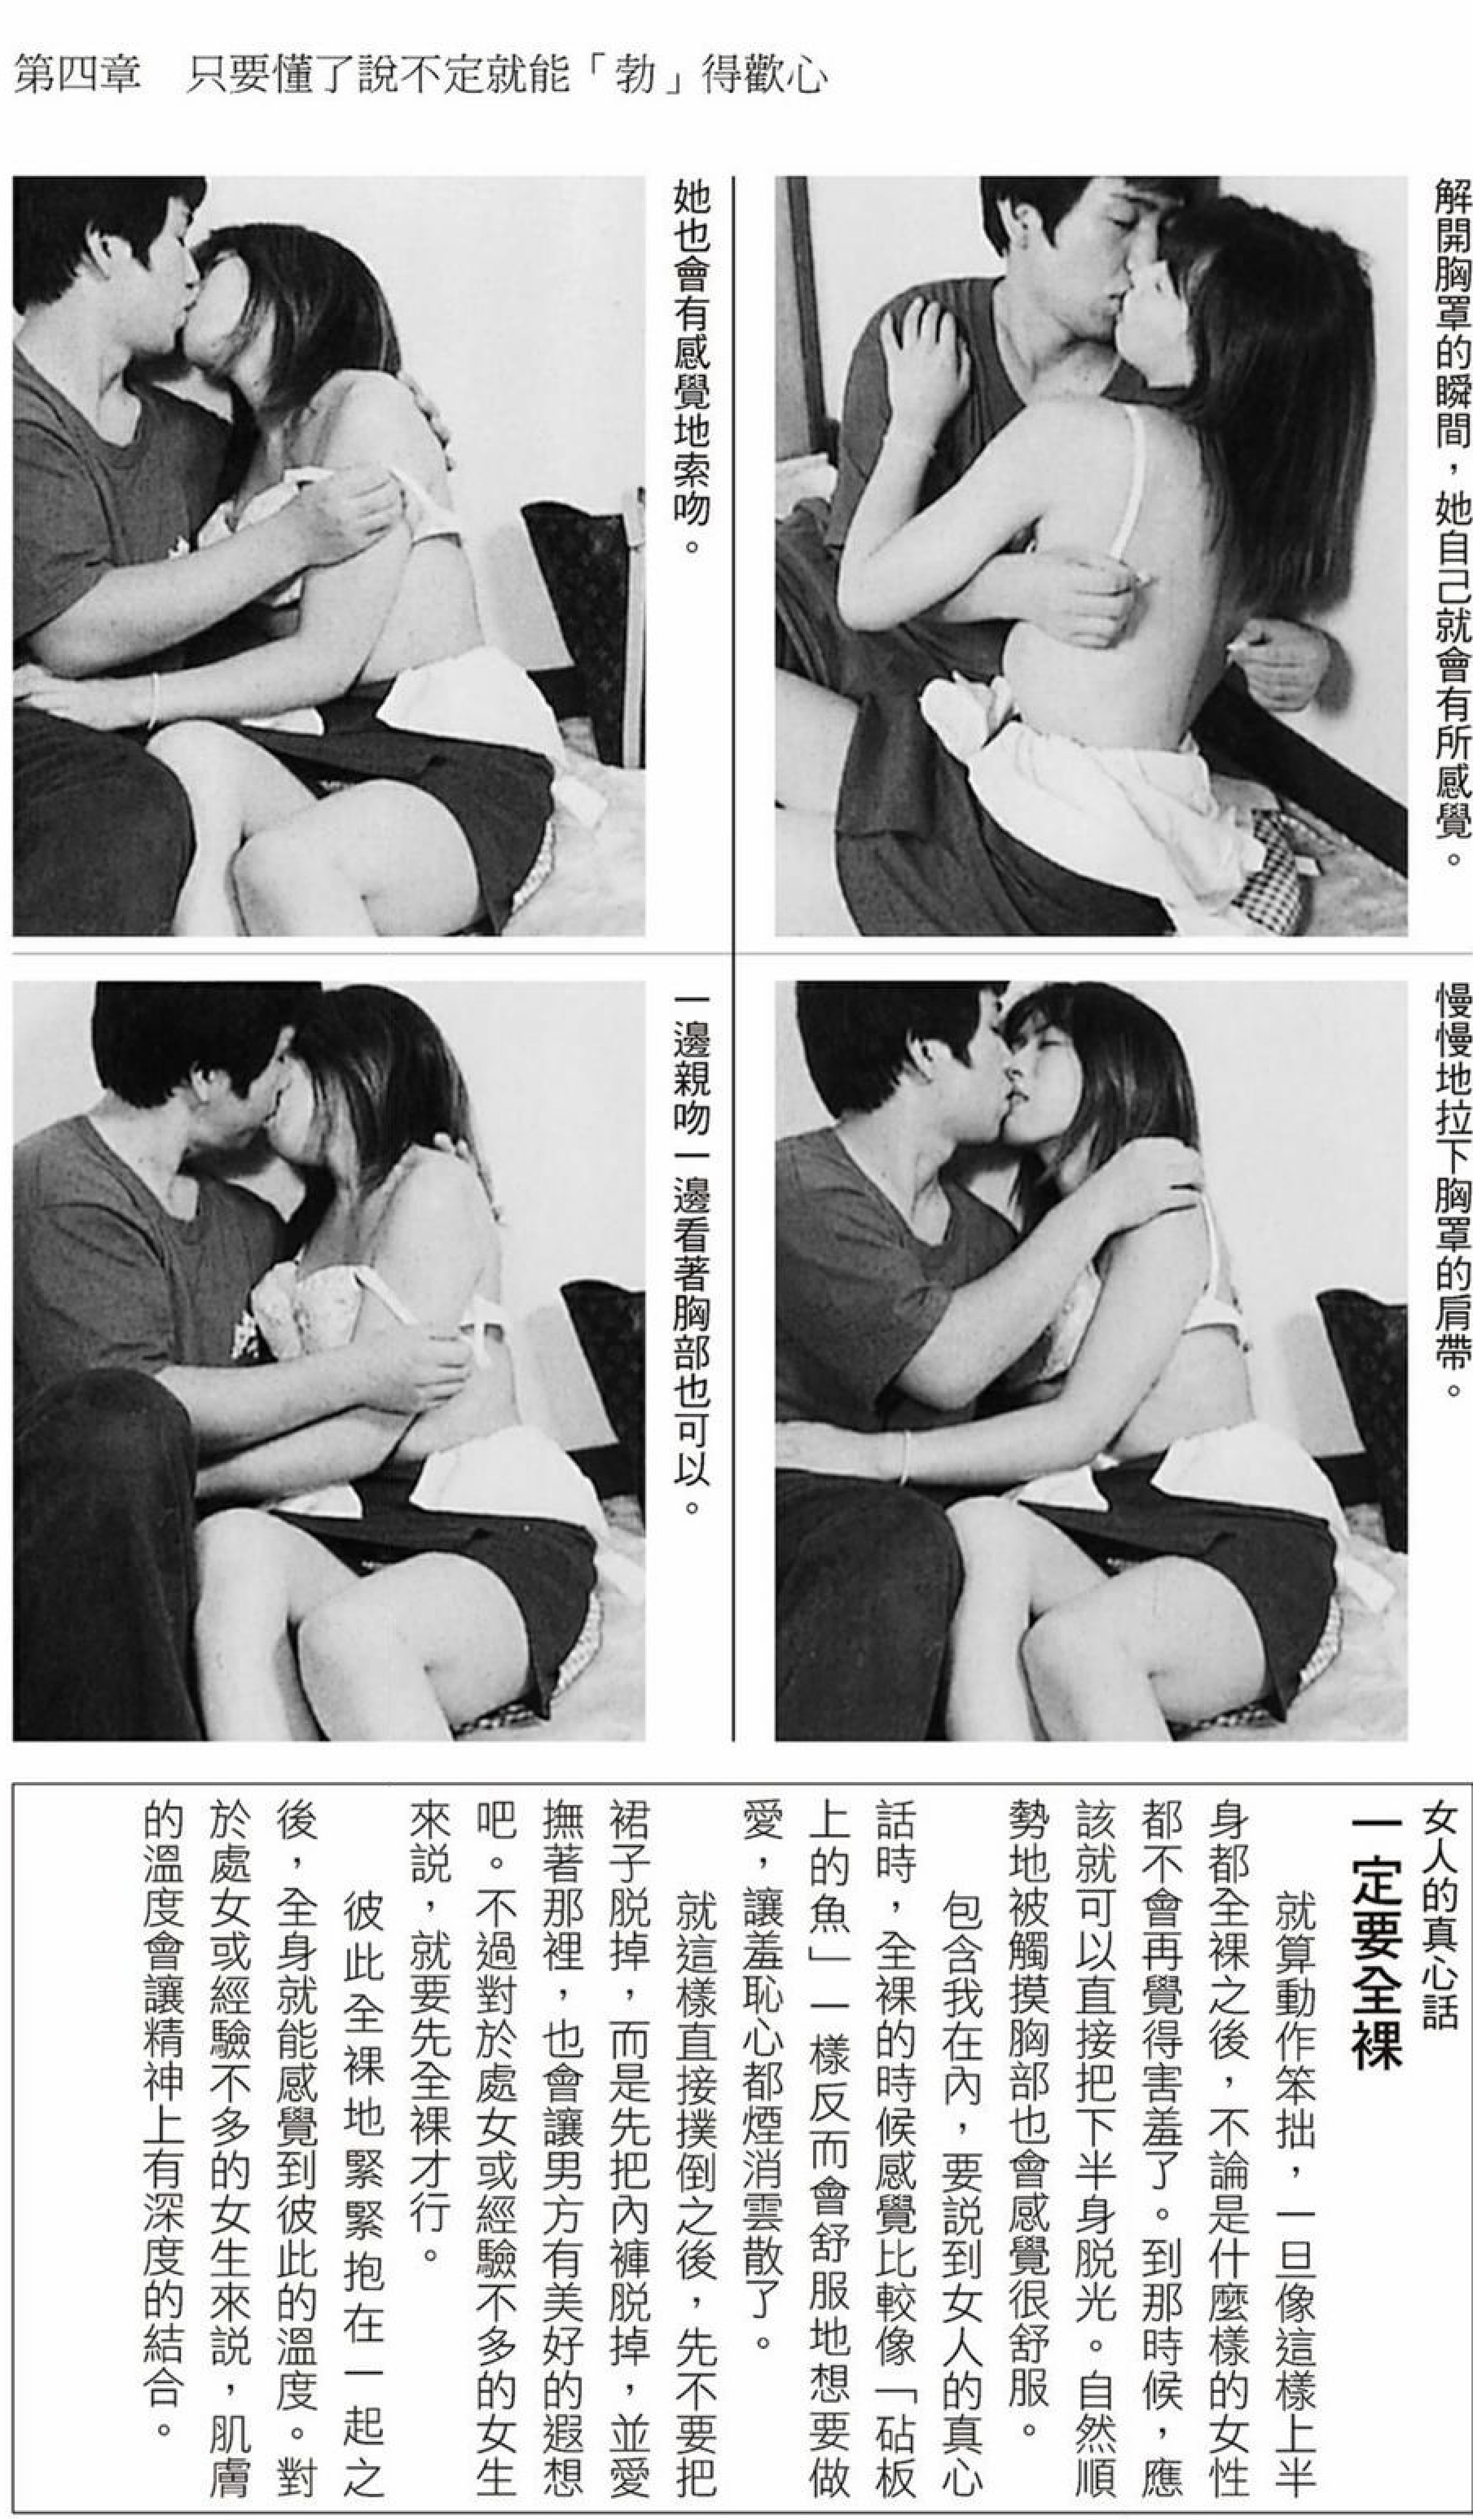 第四章　只要懂了說不定就能「勃」得歡心
解開胸罩的瞬間，她自己就會有所感覺。
慢慢地拉下胸罩的肩帶。
她也會有感覺地索吻。
一邊親吻一邊看著胸部也可以。
女人的真心話
一定要全裸
就算動作笨拙，一旦像這樣上半
身都全裸之後，不論是什麼樣的女性
都不會再覺得害羞了。到那時候，應
該就可以直接把下半身脫光。自然順
勢地被觸摸胸部也會感覺很舒服。
包含我在內，要說到女人的真心
話時，全裸的時候感覺比較像「砧板
上的魚」一樣反而會舒服地想要做
愛，讓羞恥心都煙消雲散了。
就這樣直接撲倒之後，先不要把
裙子脫掉，而是先把內褲脫掉，並愛
撫著那裡，也會讓男方有美好的遐想
吧。不過對於處女或經驗不多的女生
來說，就要先全裸才行。
彼此全裸地緊緊抱在一起之
後，全身就能感覺到彼此的溫度。對
於處女或經驗不多的女生來說，肌膚
的溫度會讓精神上有深度的結合。